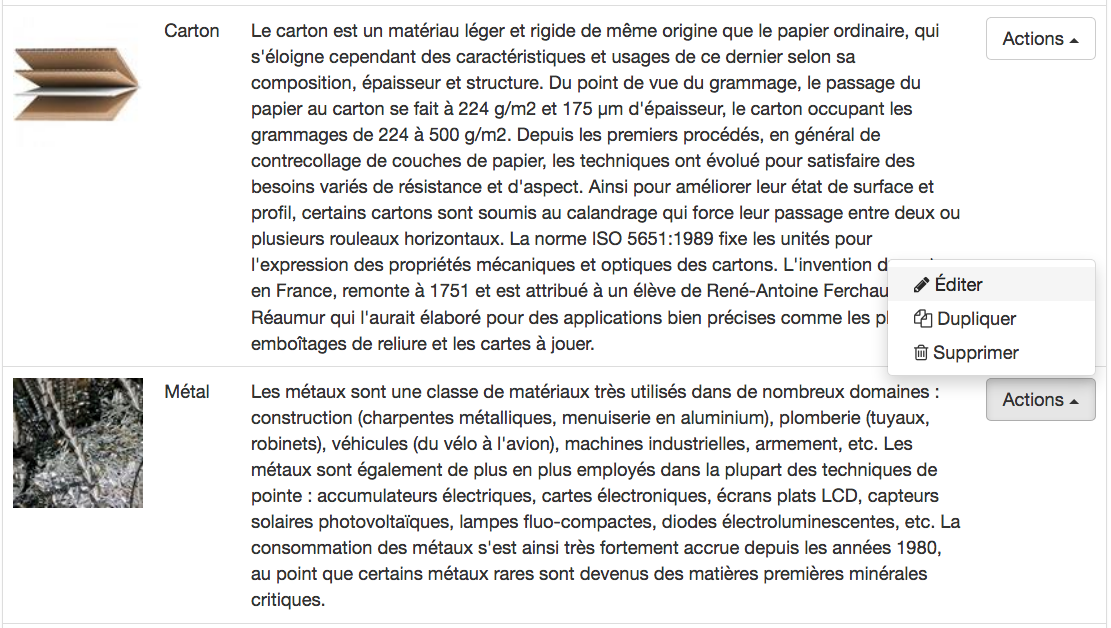 Carton
Le carton est un matériau léger et rigide de même origine que le papier ordinaire, qui
s'éloigne cependant des caractéristiques et usages de ce dernier selon sa
composition, épaisseur et structure. Du point de vue du grammage, le passage du
papier au carton se fait à 224 g/m2 et 175 µm d'épaisseur, le carton occupant les
grammages de 224 à 500 g/m2. Depuis les premiers procédés, en général de
contrecollage de couches de papier, les techniques ont évolué pour satisfaire des
besoins variés de résistance et d'aspect. Ainsi pour améliorer leur état de surface et
profil, certains cartons sont soumis au calandrage qui force leur passage entre deux ou
plusieurs rouleaux horizontaux. La norme ISO 5651:1989 fixe les unités pour
l'expression des propriétés mécaniques et optiques des cartons. L'invention
en France, remonte à 1751 et est attribué à un élève de René-Antoine
Réaumur qui l'aurait élaboré pour des applications bien précises comme les
emboîtages de reliure et les cartes à jouer.
Actions
Éditer
Dupliquer
Supprimer
Métal
Les métaux sont une classe de matériaux très utilisés dans de nombreux domaines :
construction (charpentes métalliques, menuiserie en aluminium), plomberie (tuyaux,
robinets), véhicules (du vélo à l'avion), machines industrielles, armement, etc. Les
métaux sont également de plus en plus employés dans la plupart des techniques de
pointe : accumulateurs électriques, cartes électroniques, écrans plats LCD, capteurs
solaires photovoltaïques, lampes fluo-compactes, diodes électroluminescentes, etc. La
consommation des métaux s'est ainsi très fortement accrue depuis les années 1980,
au point que certains métaux rares sont devenus des matières premières minérales
critiques.
Actions